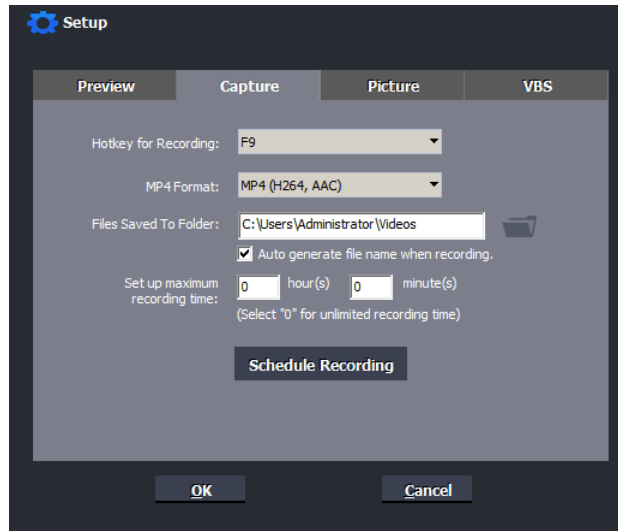 Setup
Preview Capture Picture VBS
Hotkey for Recording: F9
MP4 Format: MP4 (H264, AAC)
Files Saved To Folder: C:\Users\Administrator\Videos
Auto generate file name when recording.
Set up maximum recording time: 0 hour(s) 0 minute(s)
(Select "0" for unlimited recording time)
Schedule Recording
OK Cancel